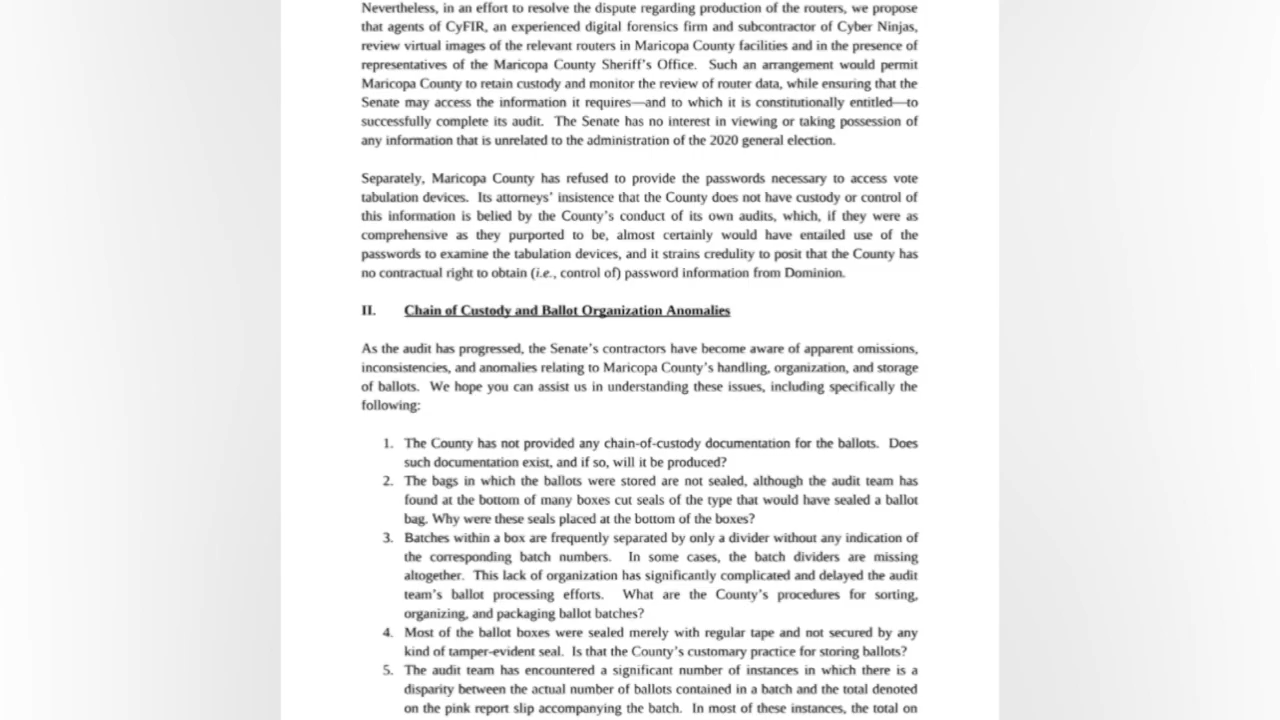 Nevertheless, in an effort to resolve the dispute regarding production of the routers, we propose
that agents of CyFIR, an experienced digital forensics firm and subcontractor of Cyber Ninjas,
review virtual images of the relevant routers in Maricopa County facilities and in the presence of
representatives of the Maricopa County Sheriff's Office.  Such an arrangement would permit
Maricopa County to retain custody and monitor the review of router data, while ensuring that the
Senate may access the information it requires—and to which it is constitutionally entitled—to
successfully complete its audit.  The Senate has no interest in viewing or taking possession of
any information that is unrelated to the administration of the 2020 general election.
Separately, Maricopa County has refused to provide the passwords necessary to access vote
tabulation devices.  Its attorneys' insistence that the County does not have custody or control of
this information is belied by the County's conduct of its own audits, which, if they were as
comprehensive as they purported to be, almost certainly would have entailed use of the
passwords to examine the tabulation devices, and it strains credulity to posit that the County has
no contractual right to obtain (i.e., control of) password information from Dominion.
II. Chain of Custody and Ballot Organization Anomalies
As the audit has progressed, the Senate's contractors have become aware of apparent omissions,
inconsistencies, and anomalies relating to Maricopa County's handling, organization, and storage
of ballots.  We hope you can assist us in understanding these issues, including specifically the
following:
1. The County has not provided any chain-of-custody documentation for the ballots.  Does
such documentation exist, and if so, will it be produced?
2. The bags in which the ballots were stored are not sealed, although the audit team has
found at the bottom of many boxes cut seals of the type that would have sealed a ballot
bag. Why were these seals placed at the bottom of the boxes?
3. Batches within a box are frequently separated by only a divider without any indication of
the corresponding batch numbers.  In some cases, the batch dividers are missing
altogether.  This lack of organization has significantly complicated and delayed the audit
team's ballot processing efforts.  What are the County's procedures for sorting,
organizing, and packaging ballot batches?
4. Most of the ballot boxes were sealed merely with regular tape and not secured by any
kind of tamper-evident seal.  Is that the County's customary practice for storing ballots?
5. The audit team has encountered a significant number of instances in which there is a
disparity between the actual number of ballots contained in a batch and the total denoted
on the pink report slip accompanying the batch.  In most of these instances, the total on